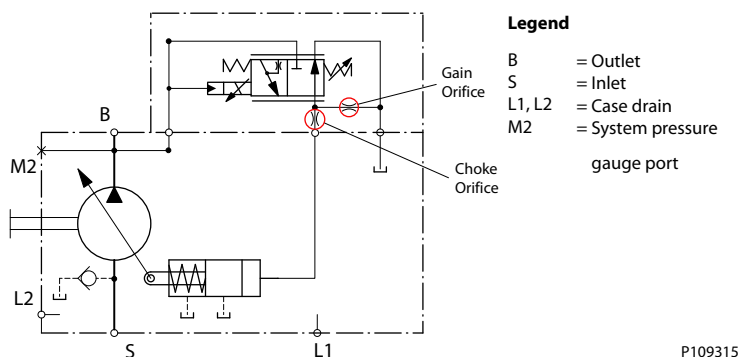 Legend
B = Outlet
S = Inlet
L1, L2 = Case drain
M2 = System pressure
gauge port
Gain
Orifice
B
M2
Choke
Orifice
L2
S
L1
P109315